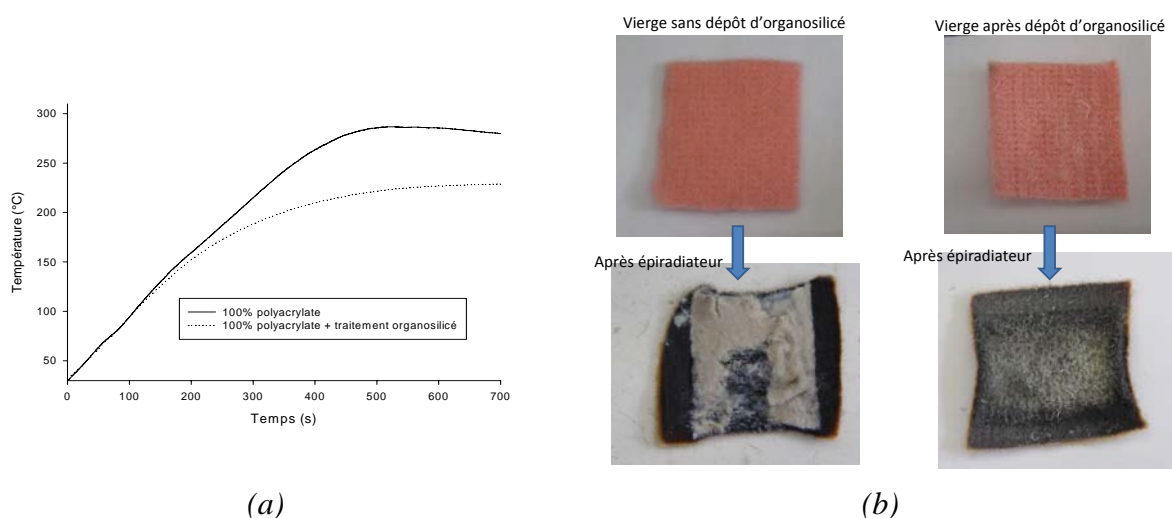 Vierge sans dépôt d'organosilicé
Vierge après dépôt d'organosilicé
Température (°C)
300
250
200
150
100
50
0 100 200 300 400 500 600 700
Temps (s)
100% polyacrylate
100% polyacrylate + traitement organosilicé
Après épiradiateur
Après épiradiateur
(a)
(b)